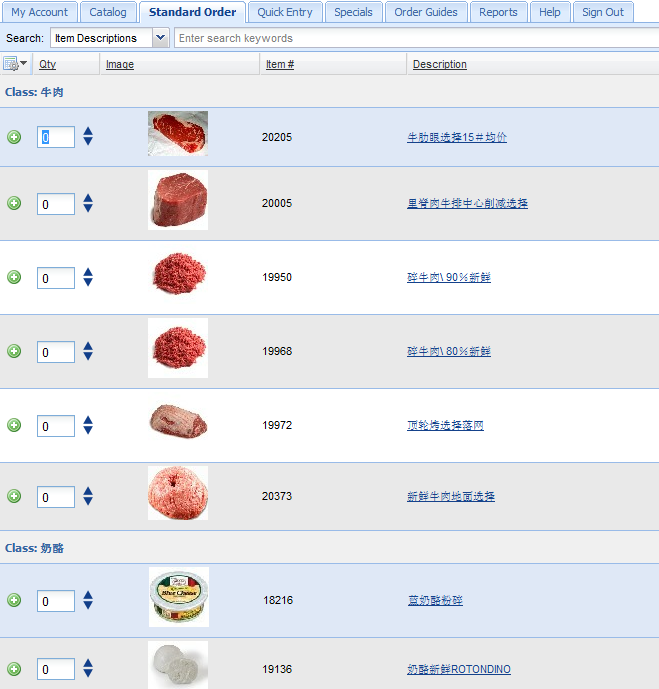 My Account Catalog Standard Order Quick Entry Specials Order Guides Reports Help Sign Out
Search: Item Descriptions Enter search keywords
Qty Image Item # Description
Class: 牛肉
0 20205 牛肋眼选择15＃均价
0 20005 里脊肉牛排中心削减选择
0 19950 碎牛肉\ 90％新鲜
0 19968 碎牛肉\ 80％新鲜
0 19972 顶轮烤选择落网
0 20373 新鲜牛肉地面选择
Class: 奶酪
Blue Cheese
0 18216 蓝奶酪粉碎
0 19136 奶酪新鲜ROTONDINO